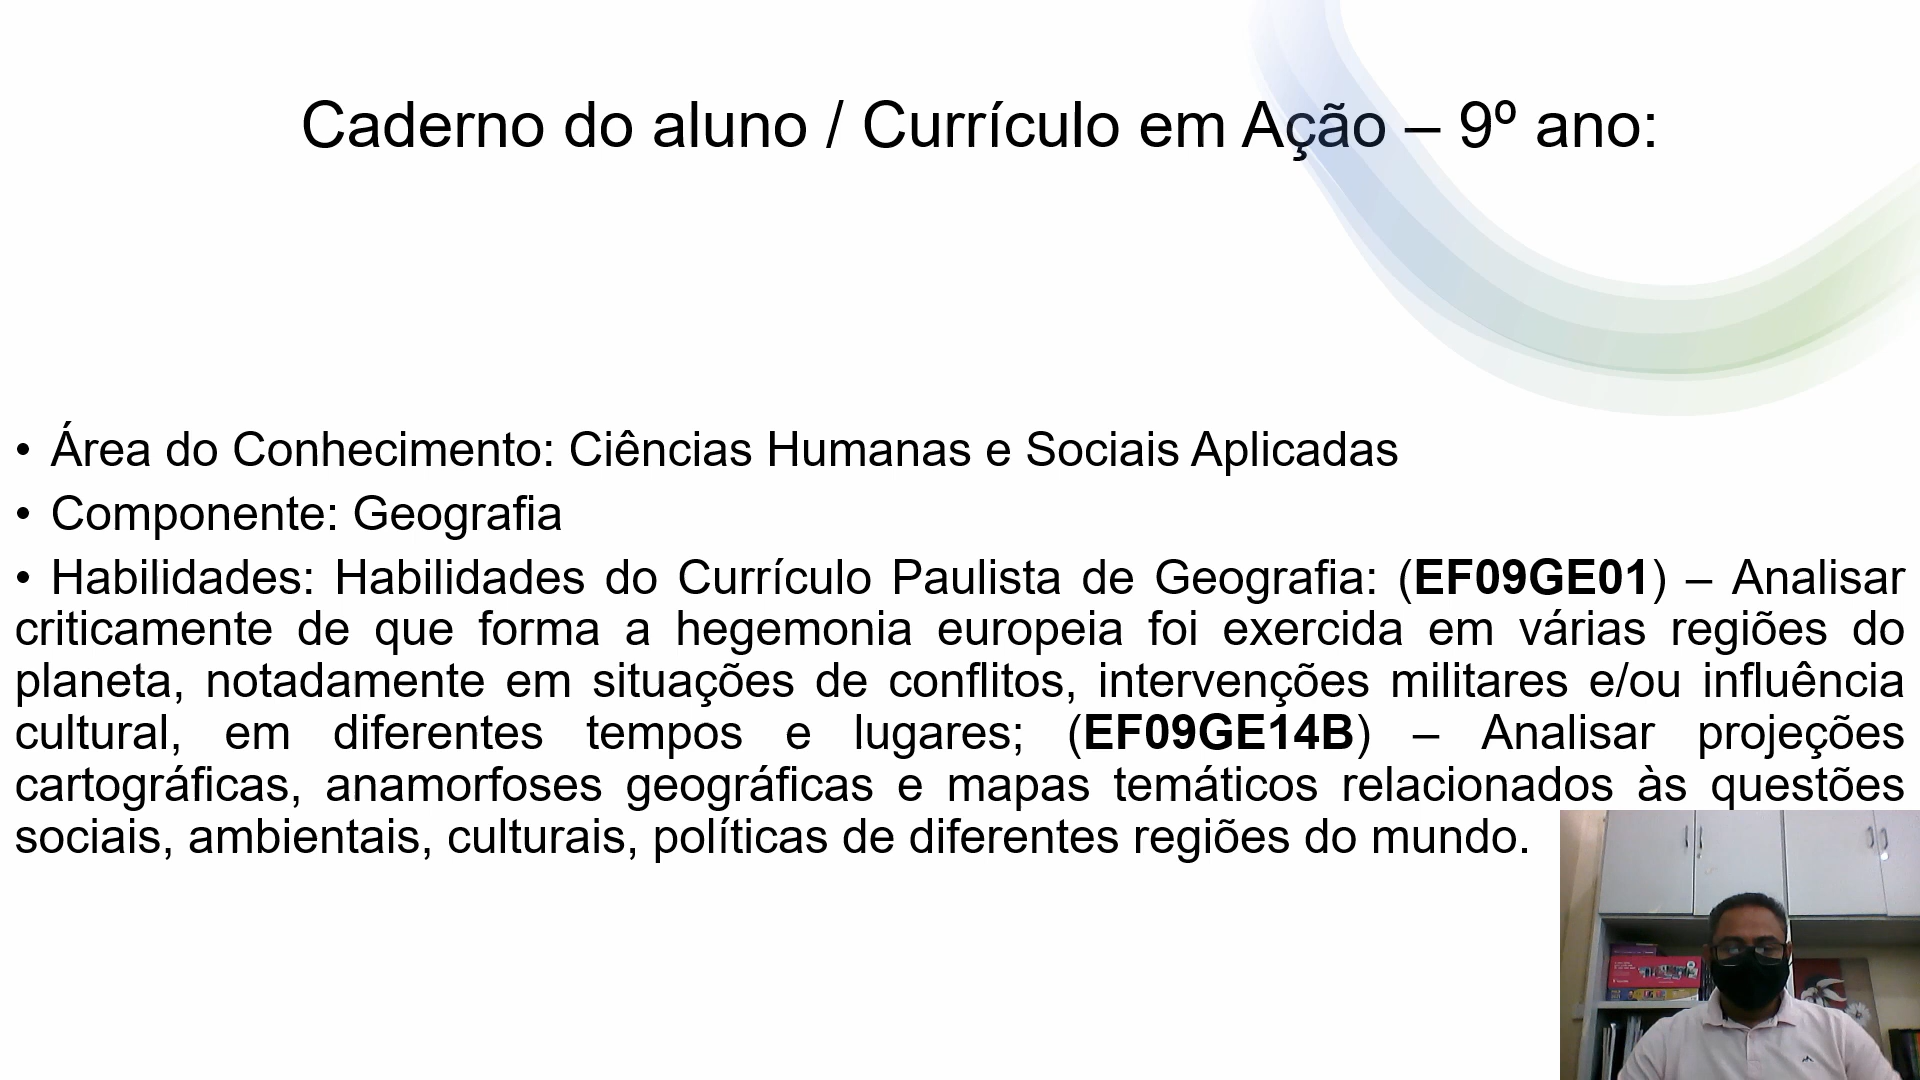 Caderno do aluno / Currículo em Ação – 9º ano:
• Área do Conhecimento: Ciências Humanas e Sociais Aplicadas
• Componente: Geografia
• Habilidades: Habilidades do Currículo Paulista de Geografia: (EF09GE01) – Analisar
criticamente de que forma a hegemonia europeia foi exercida em várias regiões do
planeta, notadamente em situações de conflitos, intervenções militares e/ou influência
cultural, em diferentes tempos e lugares; (EF09GE14B) – Analisar projeções
cartográficas, anamorfoses geográficas e mapas temáticos relacionados às questões
sociais, ambientais, culturais, políticas de diferentes regiões do mundo.